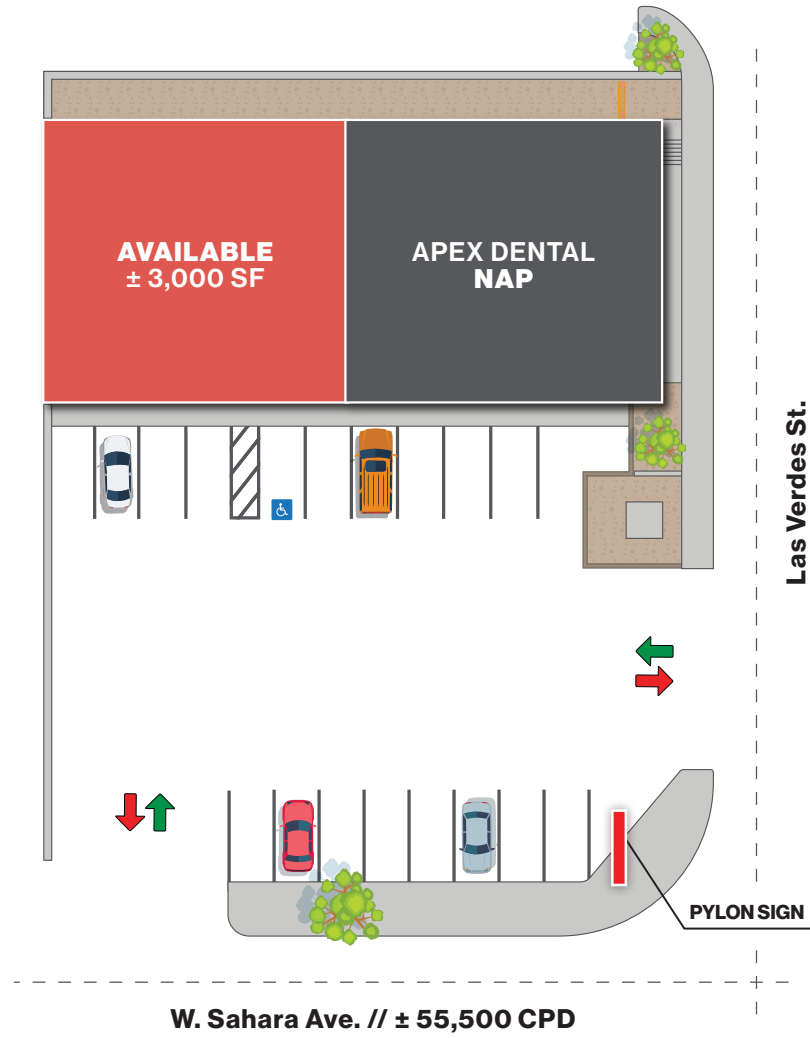 AVAILABLE
± 3,000 SF
APEX DENTAL
NAP
Las Verdes St.
PYLON SIGN
W. Sahara Ave. // ± 55,500 CPD